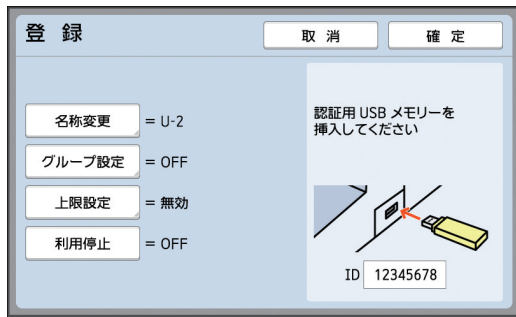 登 録
取 消
確 定
名称変更 = U-2
グループ設定 = OFF
上限設定 = 無効
利用停止 = OFF
認証用 USB メモリーを
挿入してください
ID 12345678